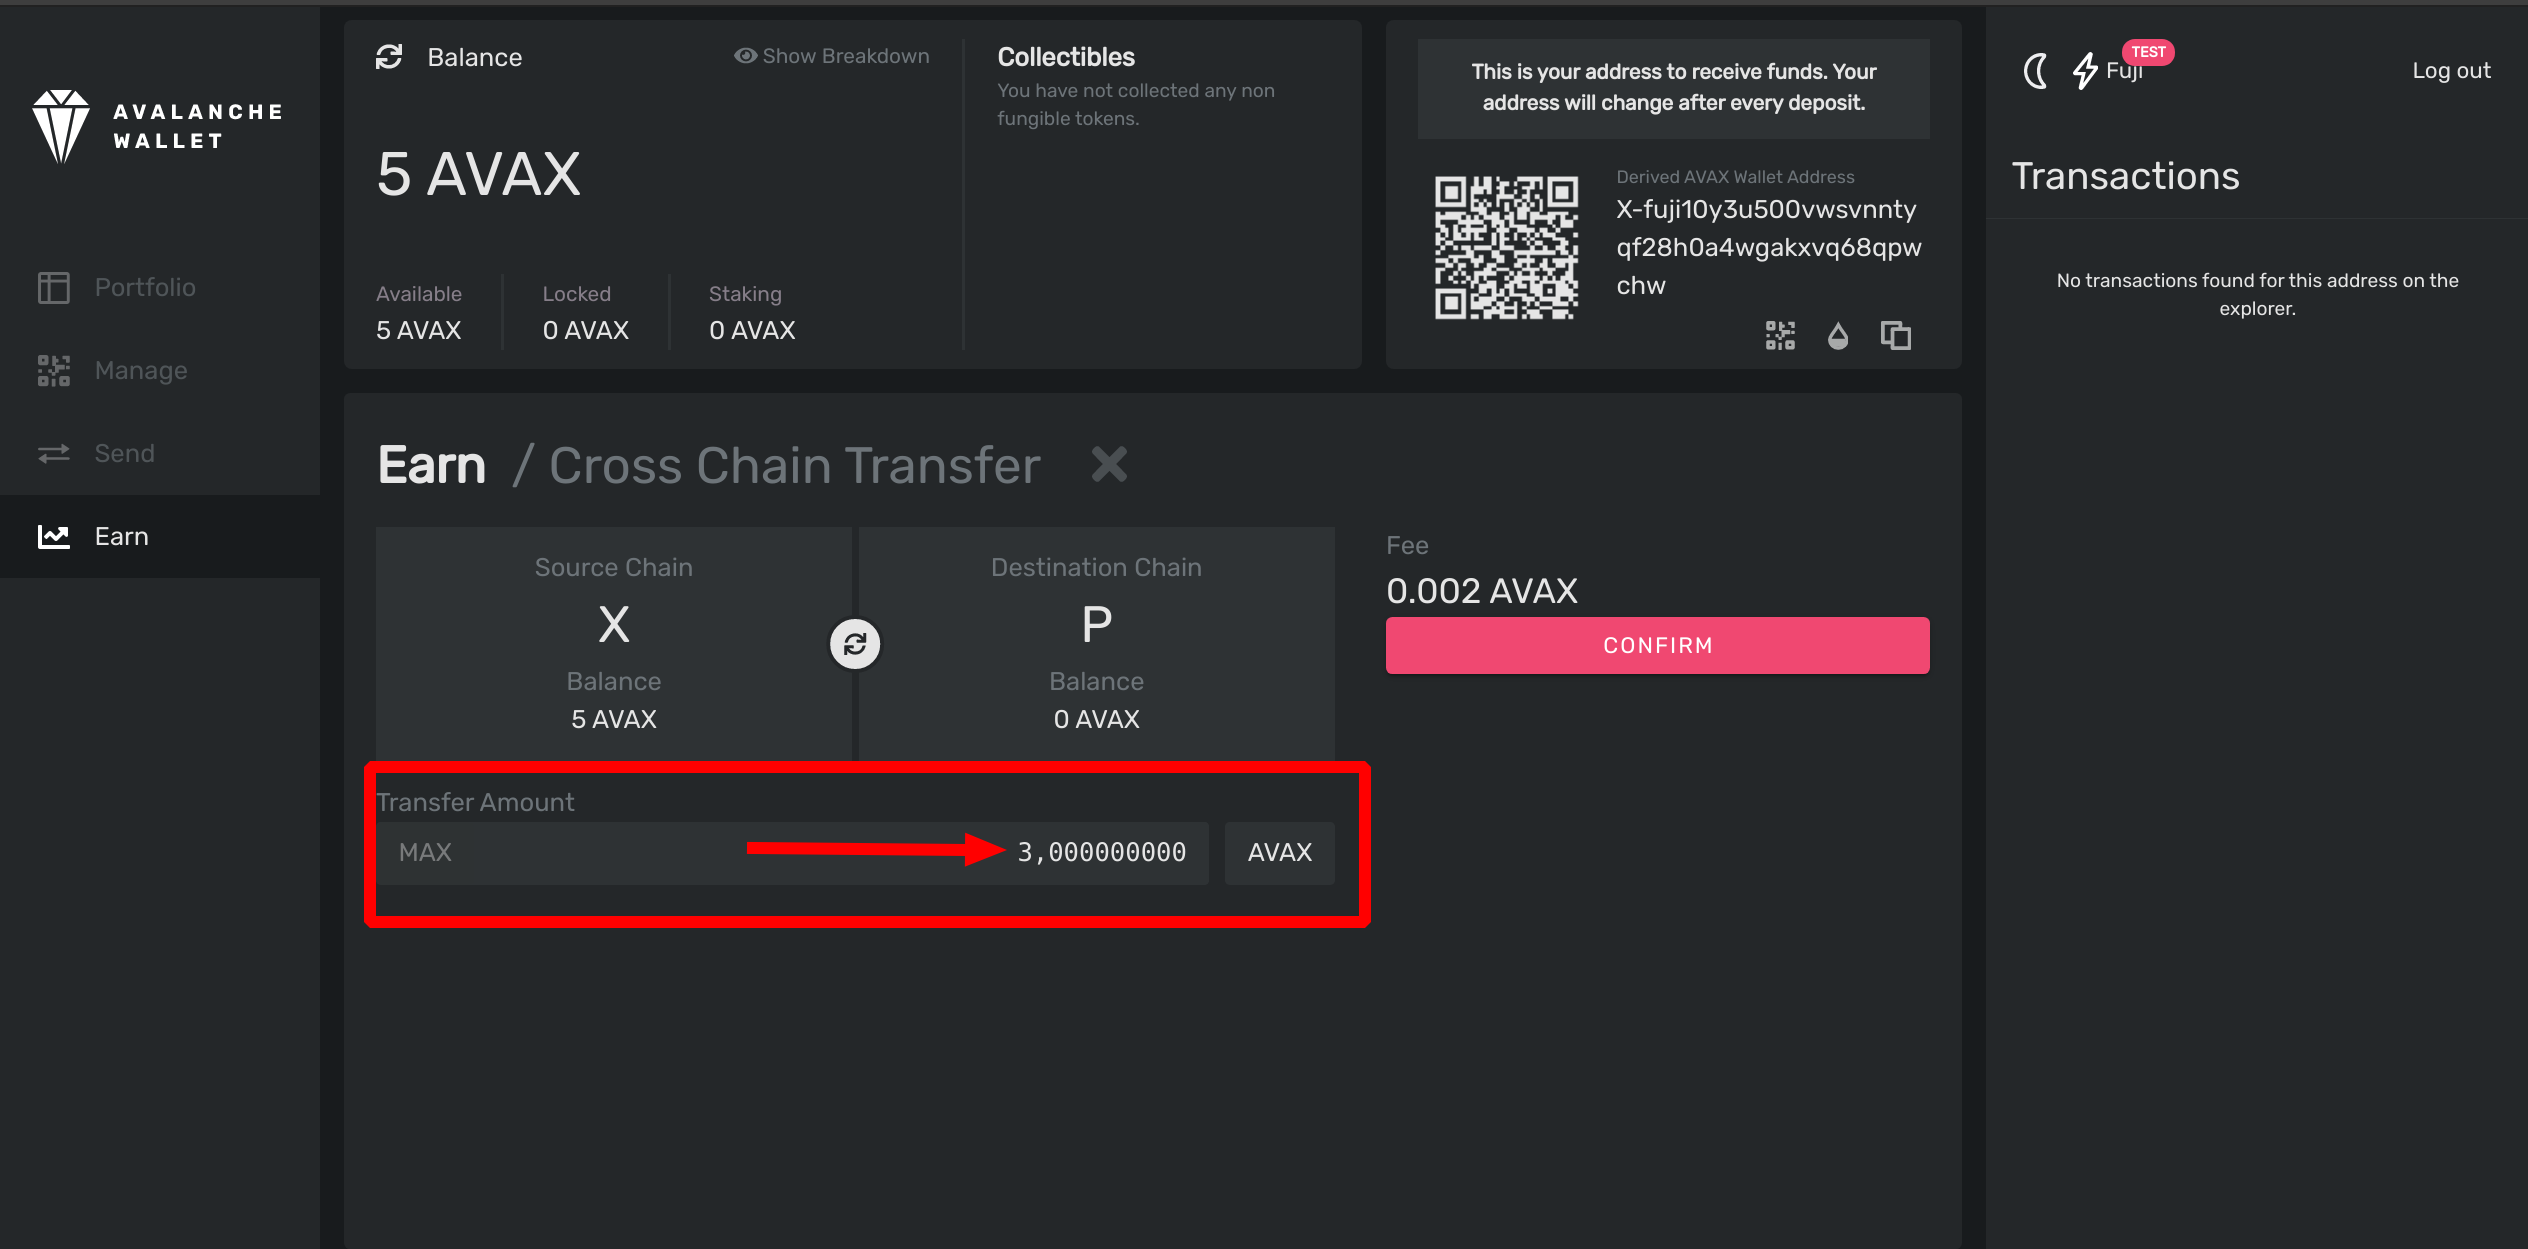 AVALANCHE
WALLET
Portfolio
Manage
Send
Earn
Balance
Show Breakdown
5 AVAX
Available
5 AVAX
Locked
0 AVAX
Staking
0 AVAX
Collectibles
You have not collected any non
fungible tokens.
This is your address to receive funds. Your
address will change after every deposit.
Derived AVAX Wallet Address
X-fuji10y3u500vwsvnnty
qf28h0a4wgakxvq68qpw
chw
Earn / Cross Chain Transfer
Source Chain
X
Balance
5 AVAX
Destination Chain
P
Balance
0 AVAX
Transfer Amount
MAX
3,000000000
AVAX
Fee
0.002 AVAX
CONFIRM
Fuji
TEST
Log out
Transactions
No transactions found for this address on the
explorer.